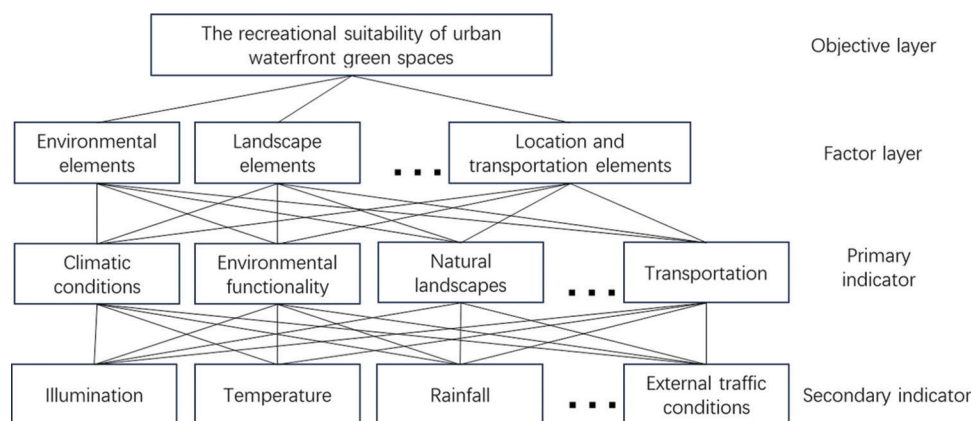 The recreational suitability of urban
waterfront green spaces
Objective layer
Environmental
elements
Landscape
elements
Location and
transportation elements
Factor layer
Climatic
conditions
Environmental
functionality
Natural
landscapes
Transportation
Primary
indicator
Illumination
Temperature
Rainfall
External traffic
conditions
Secondary indicator